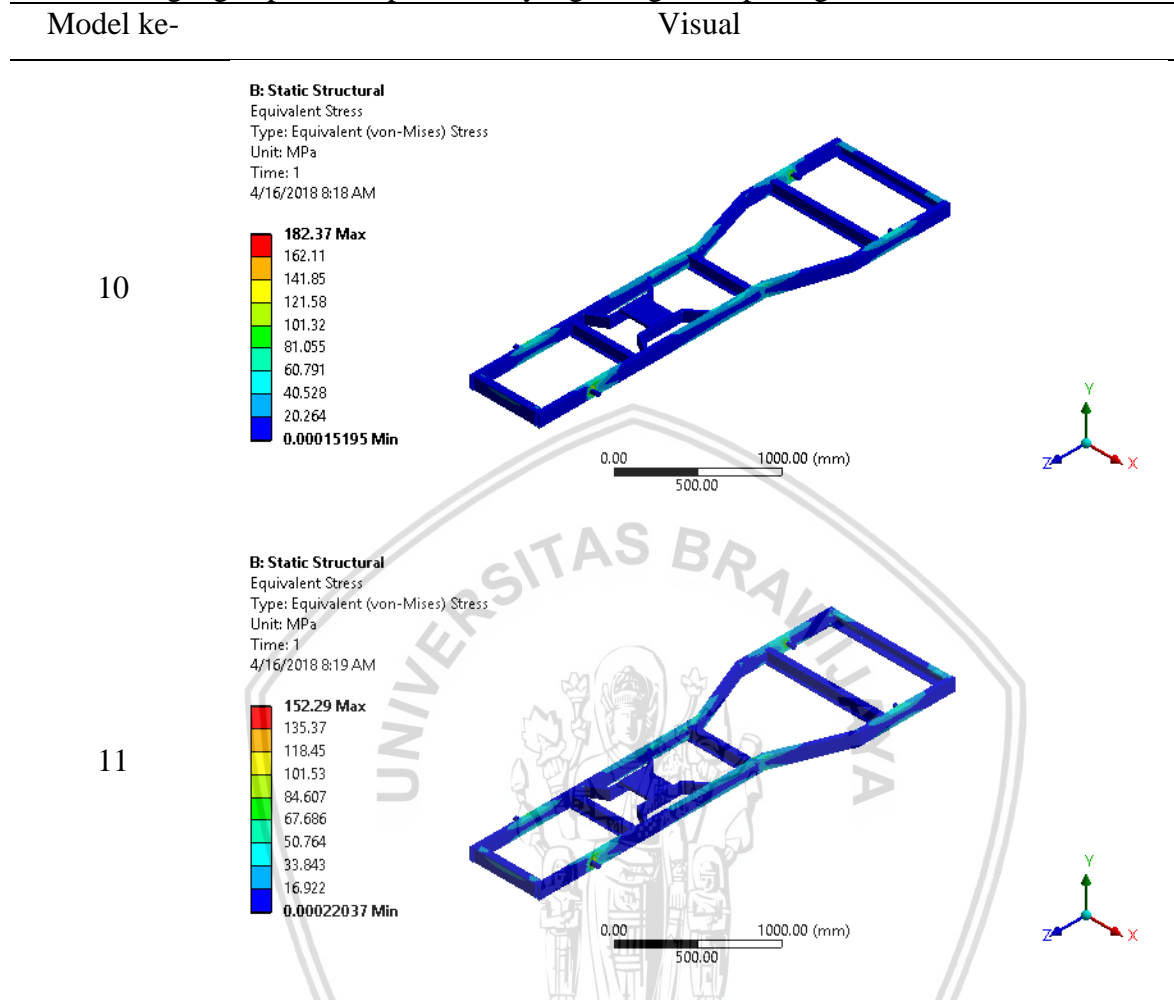 Model ke-
Visual
10
B: Static Structural
Equivalent Stress
Type: Equivalent (von-Mises) Stress
Unit: MPa
Time: 1
4/16/2018 8:18 AM
182.37 Max
162.11
141.85
121.58
101.32
81.055
60.791
40.528
20.264
0.00015195 Min
0.00
1000.00 (mm)
500.00
Y
Z
X
11
B: Static Structural
Equivalent Stress
Type: Equivalent (von-Mises) Stress
Unit: MPa
Time: 1
4/16/2018 8:19 AM
152.29 Max
135.37
118.45
101.53
84.607
67.686
50.764
33.843
16.922
0.00022037 Min
0.00
1000.00 (mm)
500.00
Y
Z
X
UNIVERSITAS BRAWIJAYA